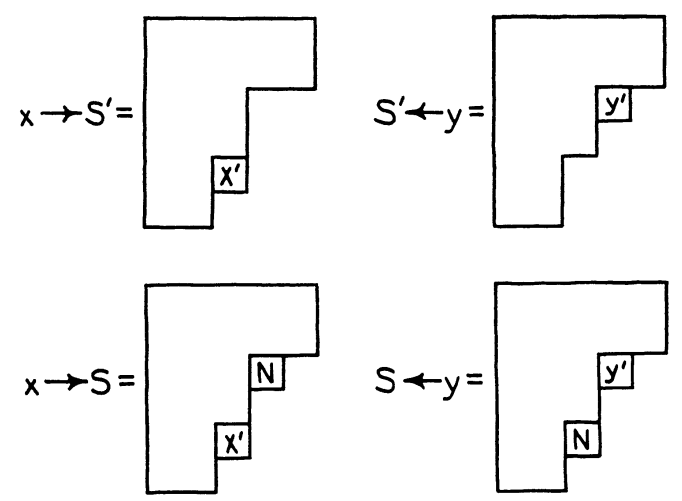 x → S' =
x'
S' ← y =
y'
x → S =
N
x'
S ← y =
y'
N